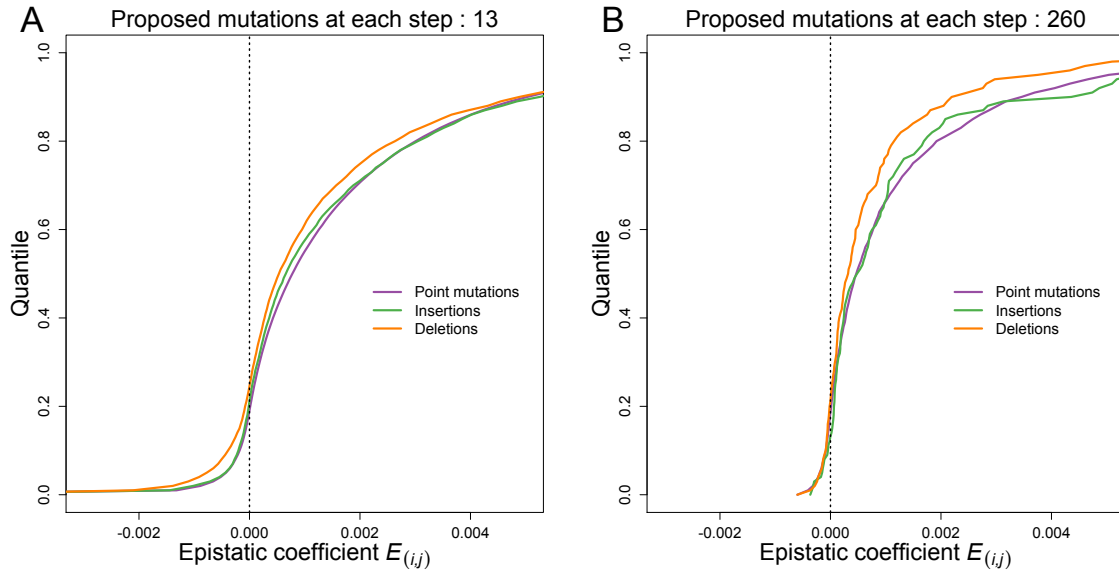 A
Proposed mutations at each step : 13
Quantile
1.0
0.8
0.6
0.4
0.2
0.0
Point mutations
Insertions
Deletions
-0.002
0.000
0.002
0.004
Epistatic coefficient E(i,j)
B
Proposed mutations at each step : 260
Quantile
1.0
0.8
0.6
0.4
0.2
0.0
Point mutations
Insertions
Deletions
-0.002
0.000
0.002
0.004
Epistatic coefficient E(i,j)